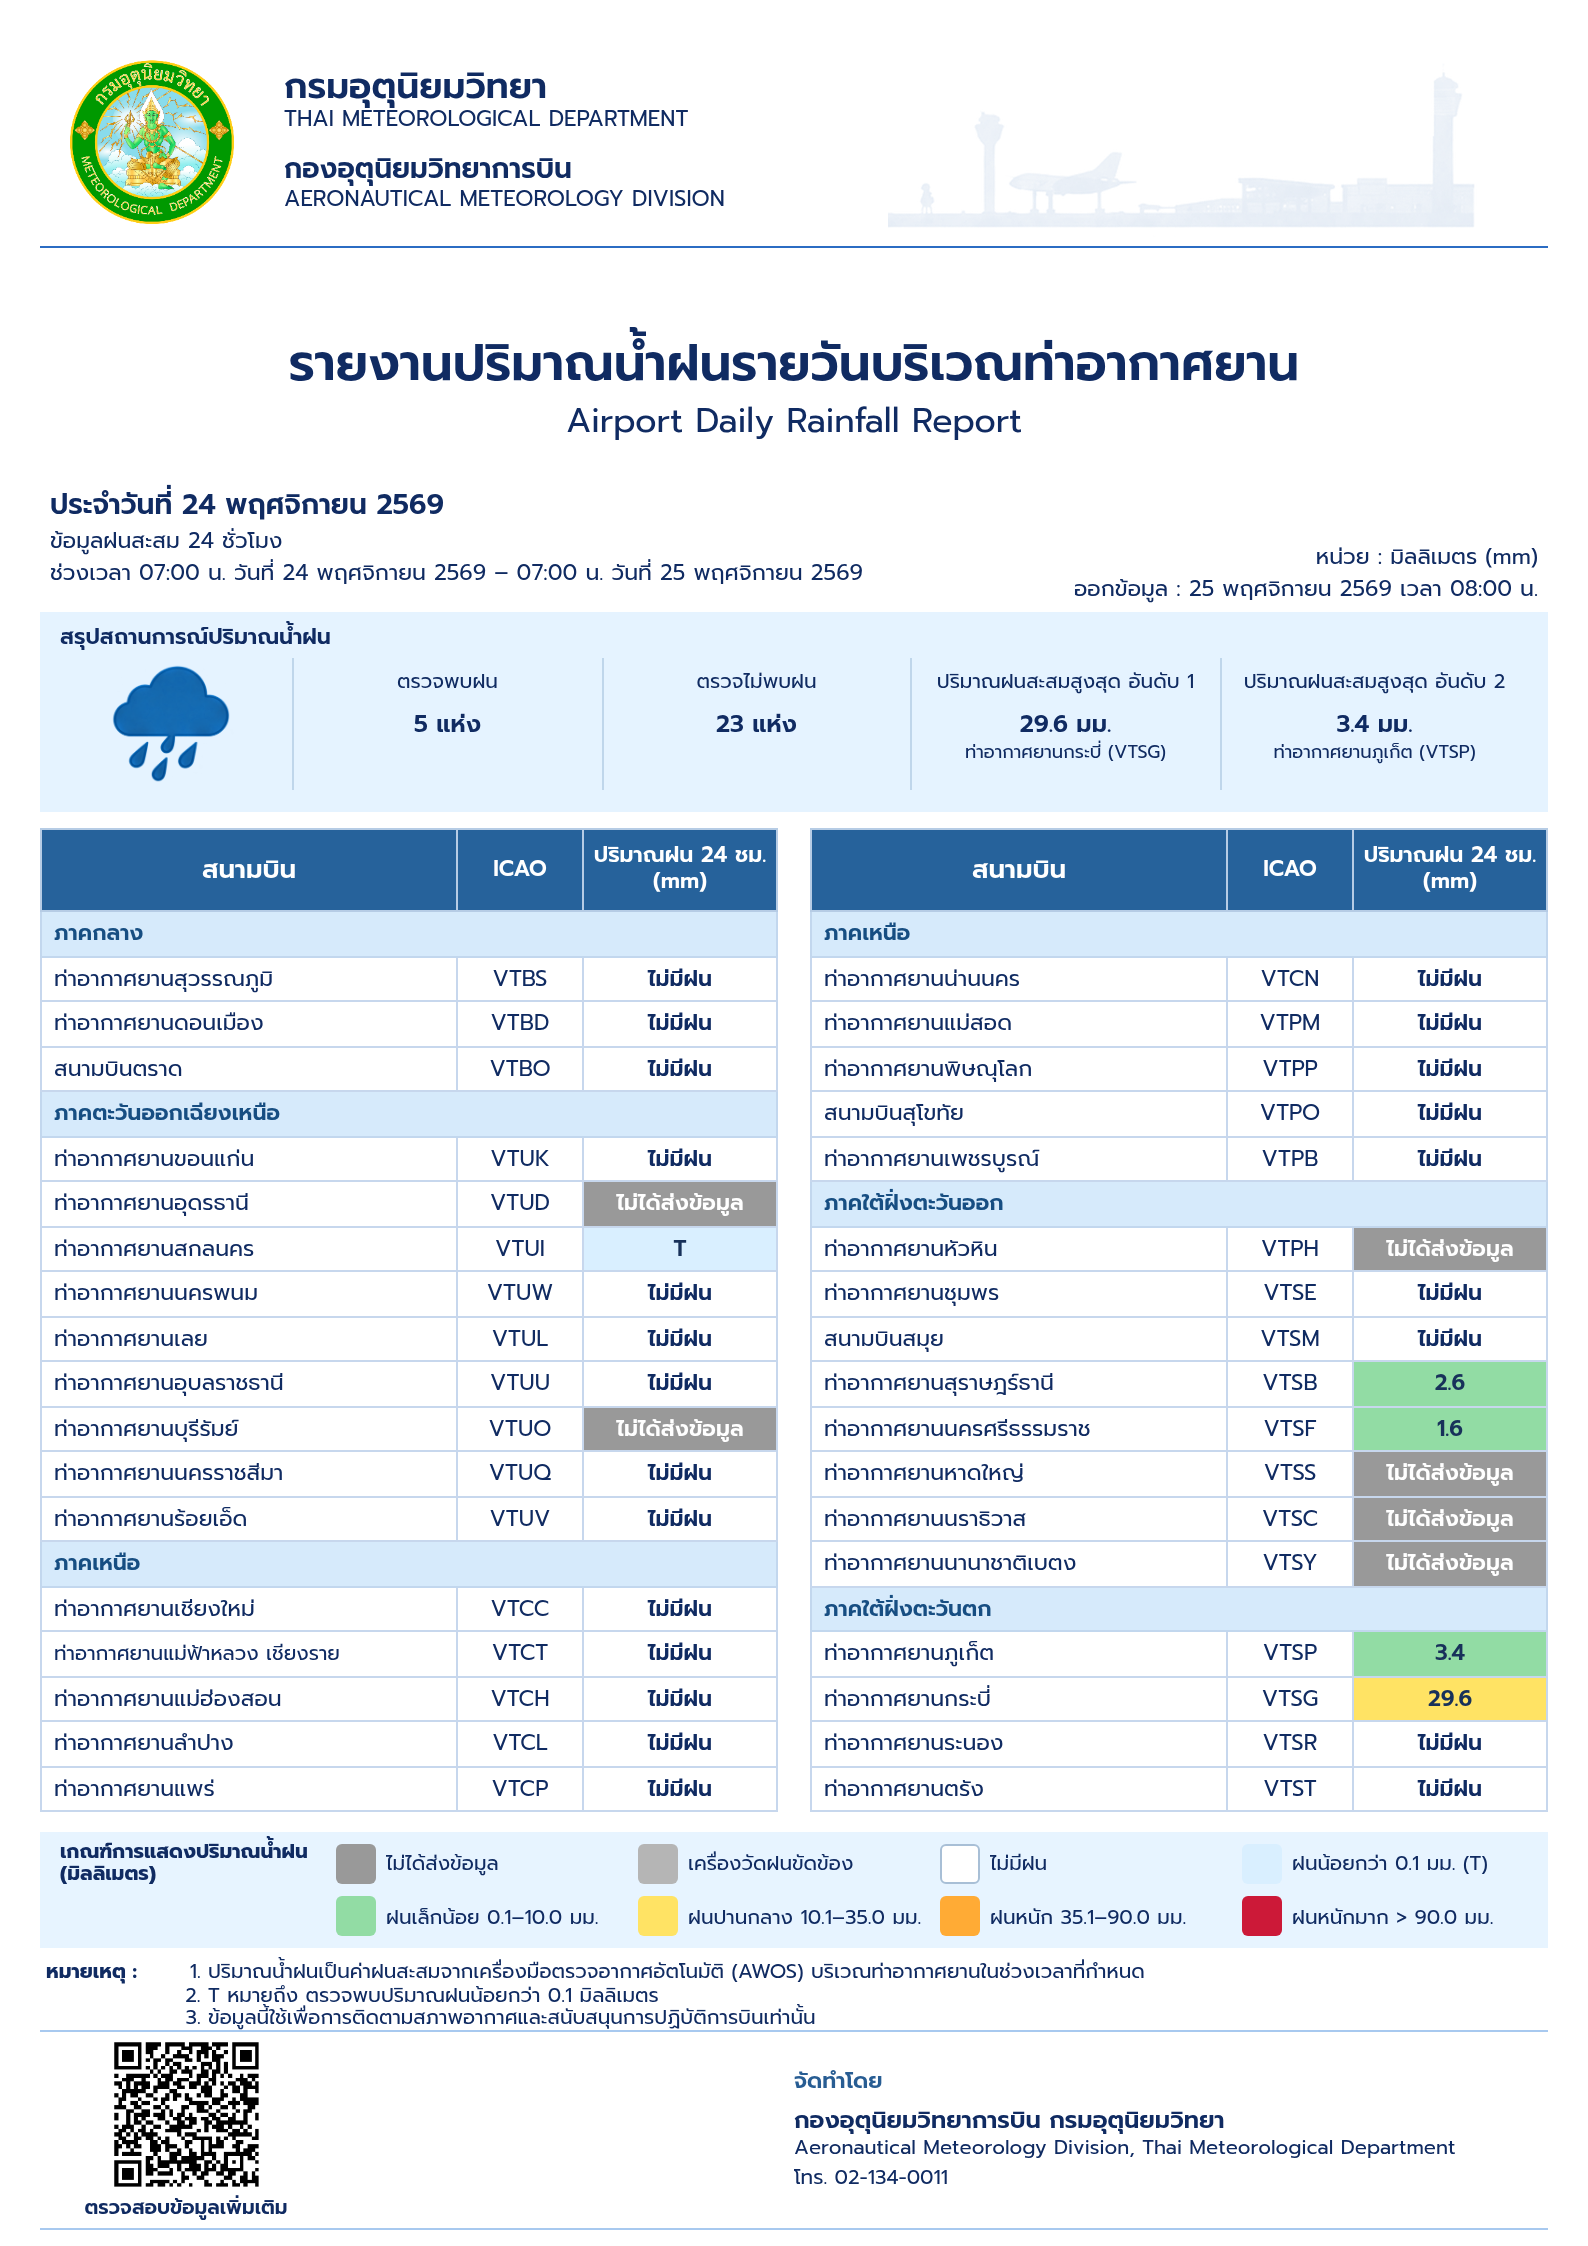 กรมอุตุนิยมวิทยา
METEOROLOGICAL DEPARTMENT
กรมอุตุนิยมวิทยา
THAI METEOROLOGICAL DEPARTMENT
กองอุตุนิยมวิทยาการบิน
AERONAUTICAL METEOROLOGY DIVISION
รายงานปริมาณน้ำฝนรายวันบริเวณท่าอากาศยาน
Airport Daily Rainfall Report
ประจำวันที่ 24 พฤศจิกายน 2569
ข้อมูลฝนสะสม 24 ชั่วโมง
ช่วงเวลา 07:00 น. วันที่ 24 พฤศจิกายน 2569 – 07:00 น. วันที่ 25 พฤศจิกายน 2569
หน่วย : มิลลิเมตร (mm)
ออกข้อมูล : 25 พฤศจิกายน 2569 เวลา 08:00 น.
สรุปสถานการณ์ปริมาณน้ำฝน
ตรวจพบฝน
5 แห่ง
ตรวจไม่พบฝน
23 แห่ง
ปริมาณฝนสะสมสูงสุด อันดับ 1
29.6 มม.
ท่าอากาศยานกระบี่ (VTSG)
ปริมาณฝนสะสมสูงสุด อันดับ 2
3.4 มม.
ท่าอากาศยานภูเก็ต (VTSP)
สนามบิน ICAO ปริมาณฝน 24 ชม. (mm)
ภาคกลาง
ท่าอากาศยานสุวรรณภูมิ VTBS ไม่มีฝน
ท่าอากาศยานดอนเมือง VTBD ไม่มีฝน
สนามบินตราด VTBO ไม่มีฝน
ภาคตะวันออกเฉียงเหนือ
ท่าอากาศยานขอนแก่น VTUK ไม่มีฝน
ท่าอากาศยานอุดรธานี VTUD ไม่ได้ส่งข้อมูล
ท่าอากาศยานสกลนคร VTUI T
ท่าอากาศยานนครพนม VTUW ไม่มีฝน
ท่าอากาศยานเลย VTUL ไม่มีฝน
ท่าอากาศยานอุบลราชธานี VTUU ไม่มีฝน
ท่าอากาศยานบุรีรัมย์ VTUO ไม่ได้ส่งข้อมูล
ท่าอากาศยานนครราชสีมา VTUQ ไม่มีฝน
ท่าอากาศยานร้อยเอ็ด VTUV ไม่มีฝน
ภาคเหนือ
ท่าอากาศยานเชียงใหม่ VTCC ไม่มีฝน
ท่าอากาศยานแม่ฟ้าหลวง เชียงราย VTCT ไม่มีฝน
ท่าอากาศยานแม่ฮ่องสอน VTCH ไม่มีฝน
ท่าอากาศยานลำปาง VTCL ไม่มีฝน
ท่าอากาศยานแพร่ VTCP ไม่มีฝน
สนามบิน ICAO ปริมาณฝน 24 ชม. (mm)
ภาคเหนือ
ท่าอากาศยานน่านนคร VTCN ไม่มีฝน
ท่าอากาศยานแม่สอด VTPM ไม่มีฝน
ท่าอากาศยานพิษณุโลก VTPP ไม่มีฝน
สนามบินสุโขทัย VTPO ไม่มีฝน
ท่าอากาศยานเพชรบูรณ์ VTPB ไม่มีฝน
ภาคใต้ฝั่งตะวันออก
ท่าอากาศยานหัวหิน VTPH ไม่ได้ส่งข้อมูล
ท่าอากาศยานชุมพร VTSE ไม่มีฝน
สนามบินสมุย VTSM ไม่มีฝน
ท่าอากาศยานสุราษฎร์ธานี VTSB 2.6
ท่าอากาศยานนครศรีธรรมราช VTSF 1.6
ท่าอากาศยานหาดใหญ่ VTSS ไม่ได้ส่งข้อมูล
ท่าอากาศยานนราธิวาส VTSC ไม่ได้ส่งข้อมูล
ท่าอากาศยานนานาชาติเบตง VTSY ไม่ได้ส่งข้อมูล
ภาคใต้ฝั่งตะวันตก
ท่าอากาศยานภูเก็ต VTSP 3.4
ท่าอากาศยานกระบี่ VTSG 29.6
ท่าอากาศยานระนอง VTSR ไม่มีฝน
ท่าอากาศยานตรัง VTST ไม่มีฝน
เกณฑ์การแสดงปริมาณน้ำฝน
(มิลลิเมตร)
ไม่ได้ส่งข้อมูล เครื่องวัดฝนขัดข้อง ไม่มีฝน ฝนน้อยกว่า 0.1 มม. (T)
ฝนเล็กน้อย 0.1–10.0 มม. ฝนปานกลาง 10.1–35.0 มม. ฝนหนัก 35.1–90.0 มม. ฝนหนักมาก > 90.0 มม.
หมายเหตุ : 1. ปริมาณน้ำฝนเป็นค่าฝนสะสมจากเครื่องมือตรวจอากาศอัตโนมัติ (AWOS) บริเวณท่าอากาศยานในช่วงเวลาที่กำหนด
2. T หมายถึง ตรวจพบปริมาณฝนน้อยกว่า 0.1 มิลลิเมตร
3. ข้อมูลนี้ใช้เพื่อการติดตามสภาพอากาศและสนับสนุนการปฏิบัติการบินเท่านั้น
ตรวจสอบข้อมูลเพิ่มเติม
จัดทำโดย
กองอุตุนิยมวิทยาการบิน กรมอุตุนิยมวิทยา
Aeronautical Meteorology Division, Thai Meteorological Department
โทร. 02-134-0011